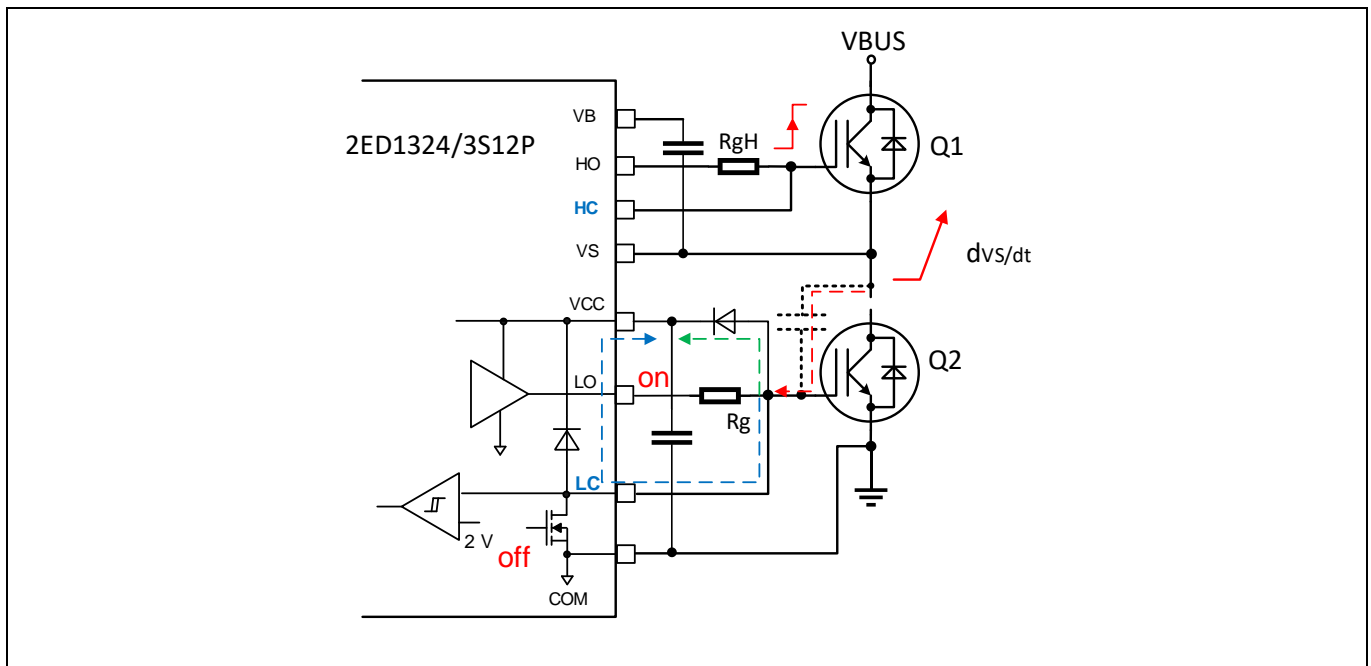 VBUS
2ED1324/3S12P
VB
RgH
HO
Q1
HC
VS
dVS/dt
VCC
Q2
LO
on
Rg
LC
2 V
off
COM